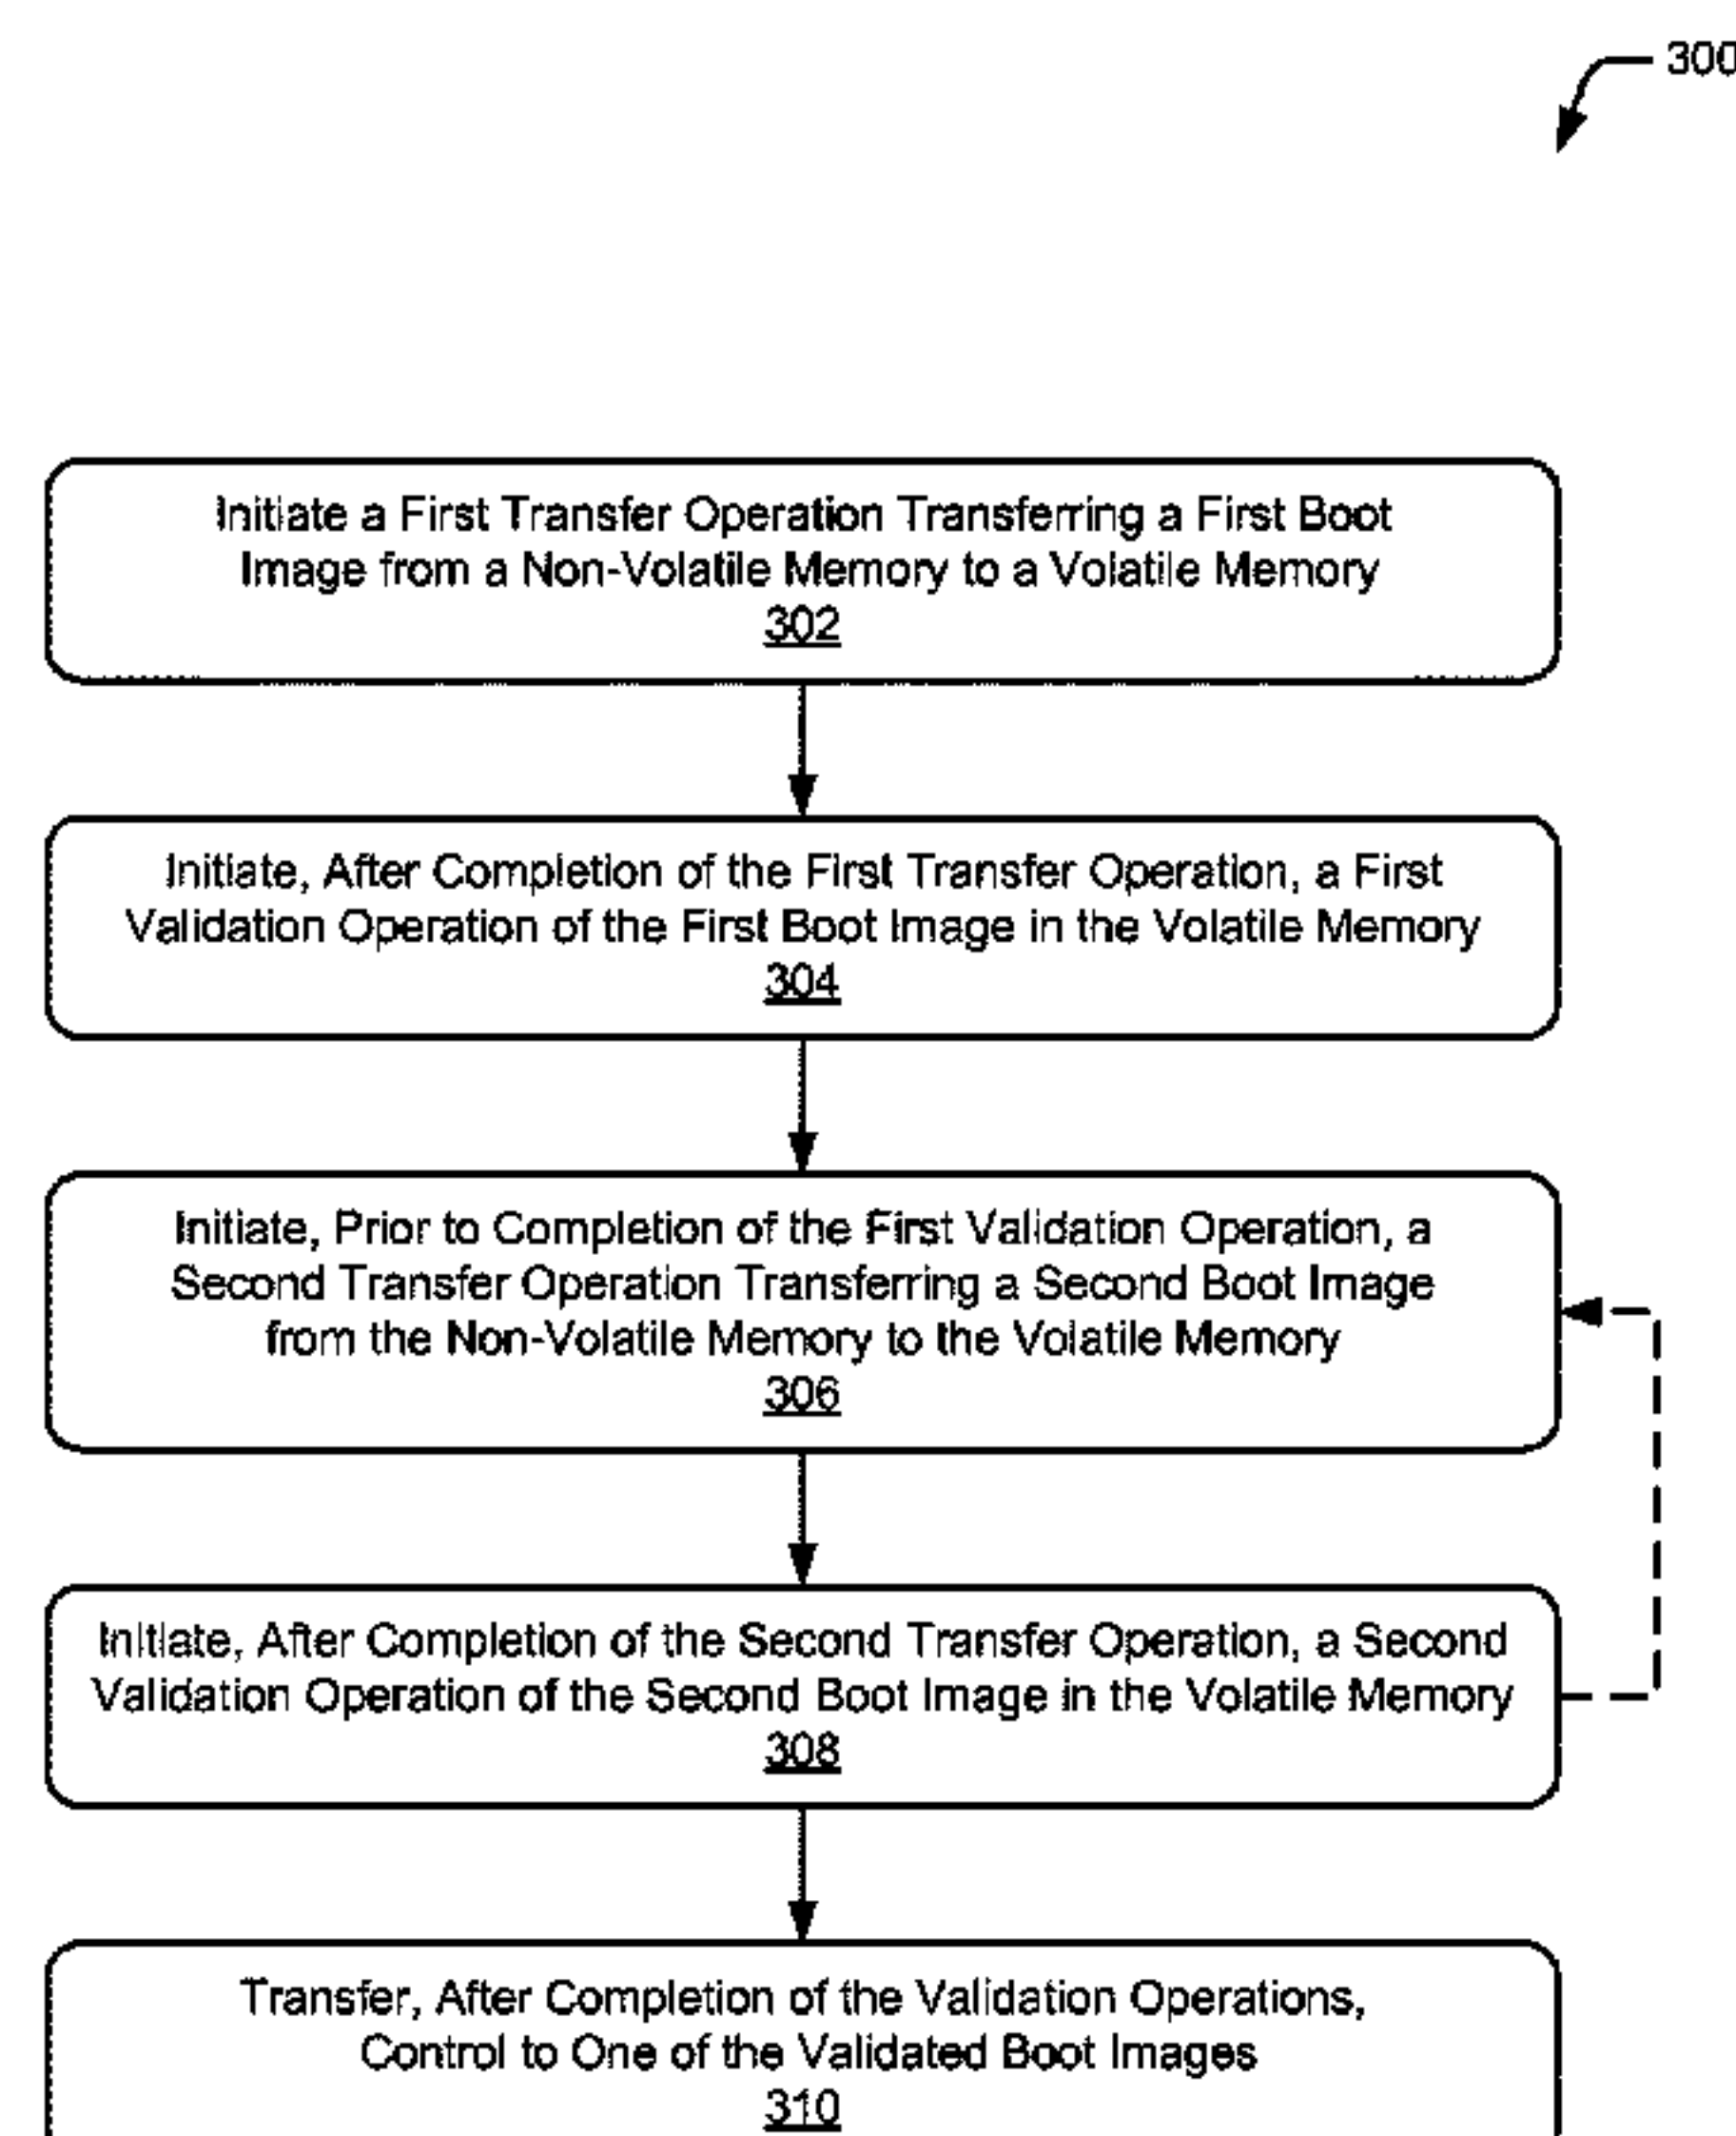 300
Initiate a First Transfer Operation Transferring a First Boot
Image from a Non-Volatile Memory to a Volatile Memory
302
Initiate, After Completion of the First Transfer Operation, a First
Validation Operation of the First Boot Image in the Volatile Memory
304
Initiate, Prior to Completion of the First Validation Operation, a
Second Transfer Operation Transferring a Second Boot Image
from the Non-Volatile Memory to the Volatile Memory
306
Initiate, After Completion of the Second Transfer Operation, a Second
Validation Operation of the Second Boot Image in the Volatile Memory
308
Transfer, After Completion of the Validation Operations,
Control to One of the Validated Boot Images
310